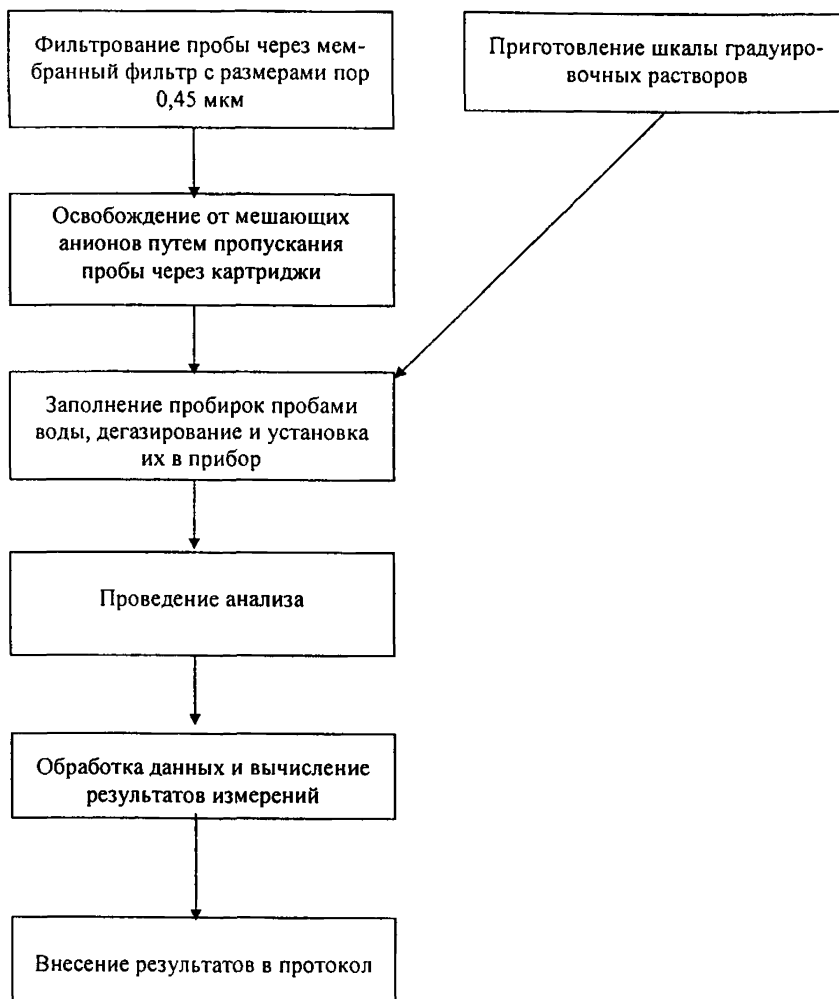 Фильтрование пробы через мем-
бранный фильтр с размерами пор
0,45 мкм
Приготовление шкалы градуиро-
вочных растворов
Освобождение от мешающих
анионов путем пропускания
пробы через картриджи
Заполнение пробирок пробами
воды, дегазирование и установка
их в прибор
Проведение анализа
Обработка данных и вычисление
результатов измерений
Внесение результатов в протокол